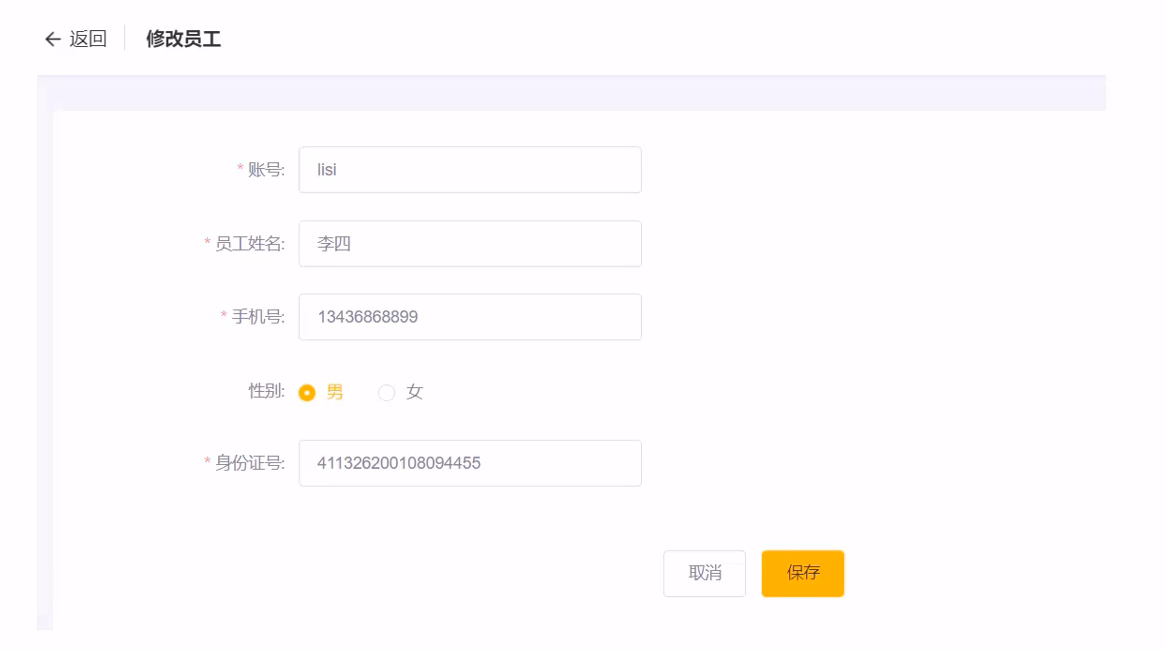 ← 返回 修改员工
* 账号: lisi
* 员工姓名: 李四
* 手机号: 13436868899
性别: 男 女
* 身份证号: 411326200108094455
取消 保存